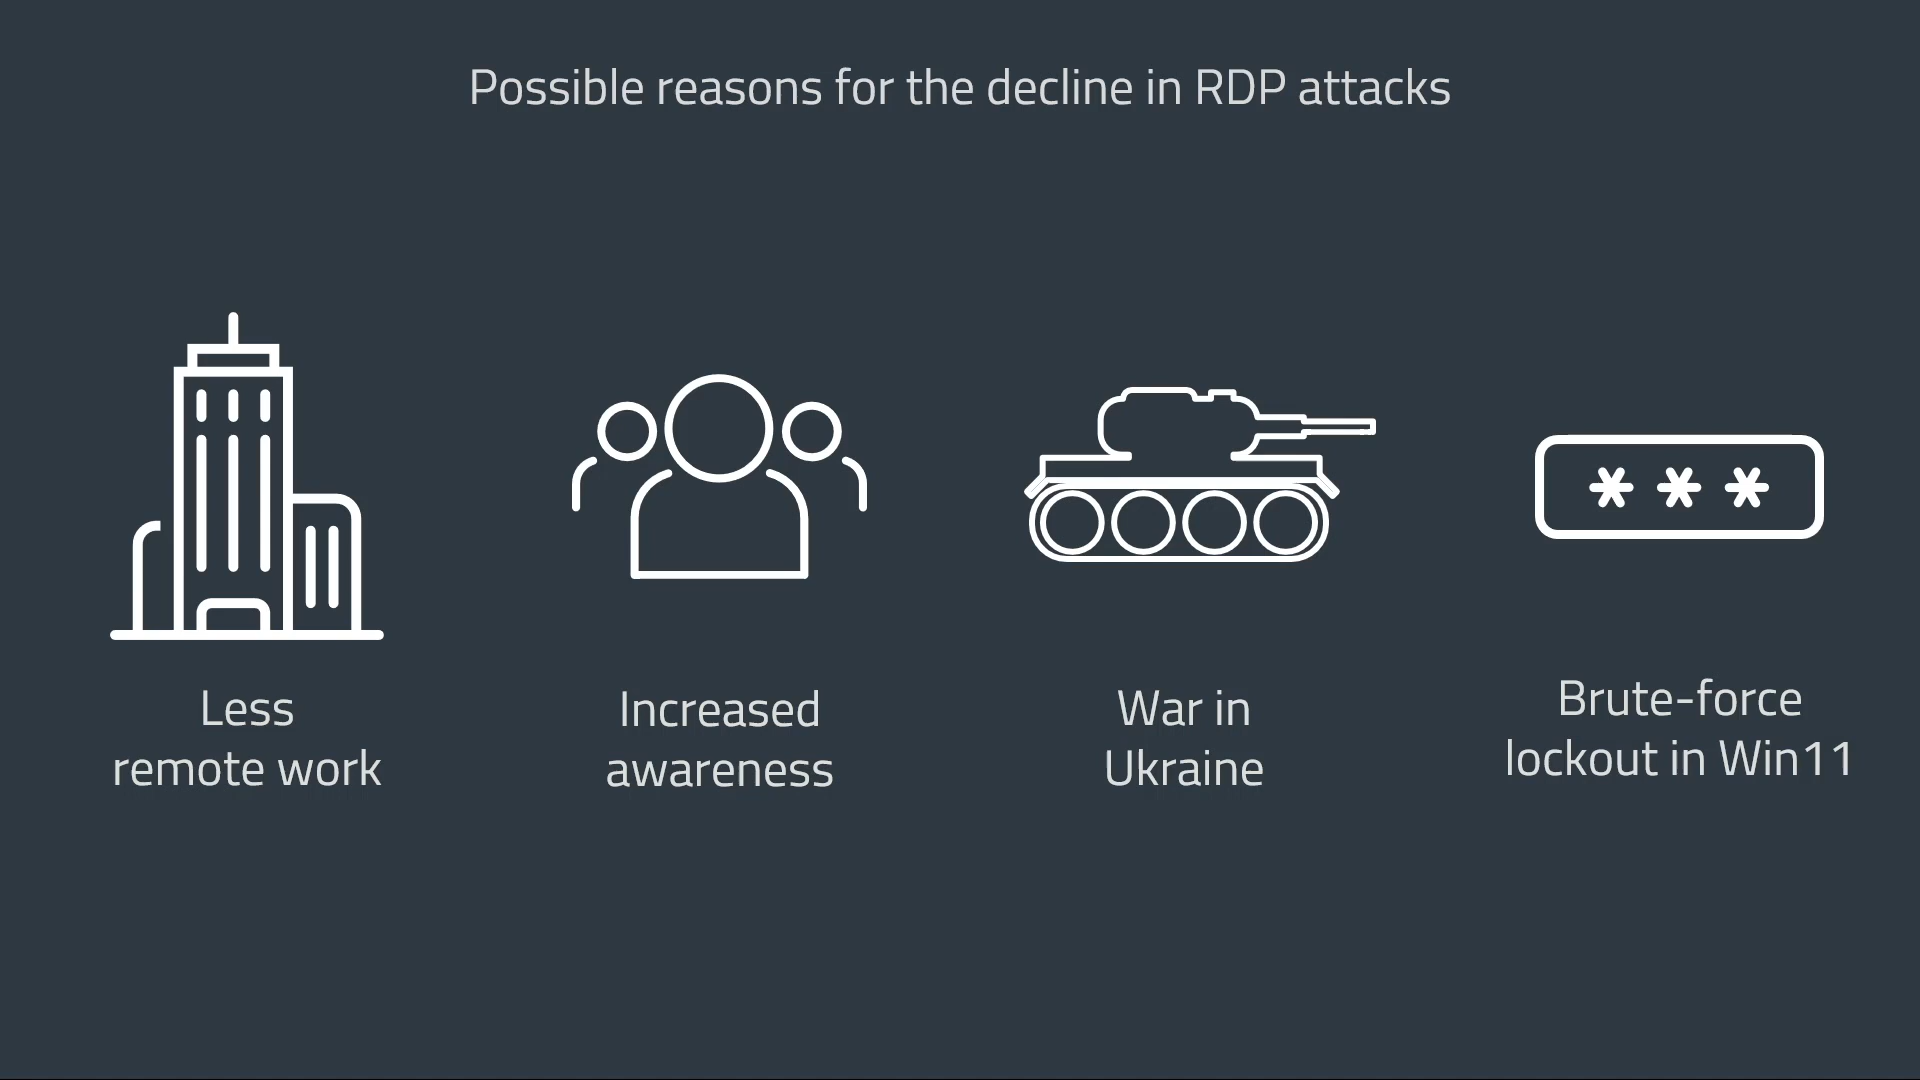 Possible reasons for the decline in RDP attacks
Less
remote work
Increased
awareness
War in
Ukraine
Brute-force
lockout in Win11